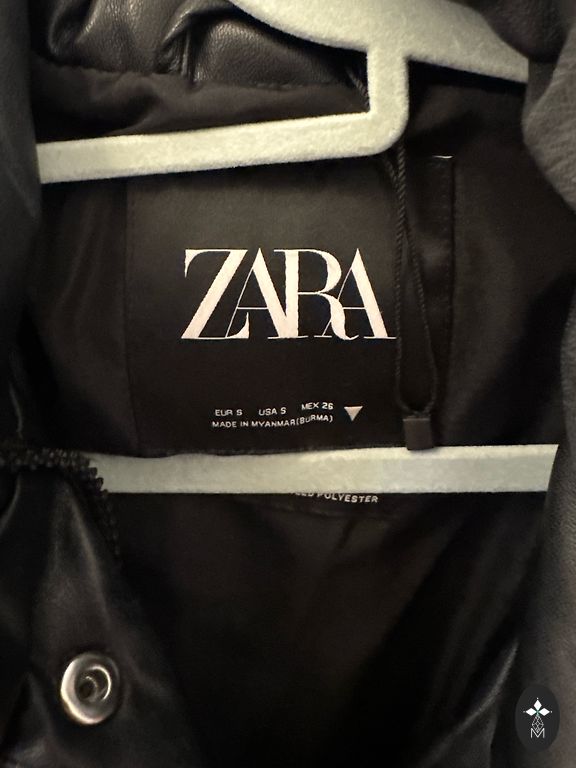 ZARA
EUR S USA S MEX 26
MADE IN MYANMAR(BURMA)
POLYESTER
M